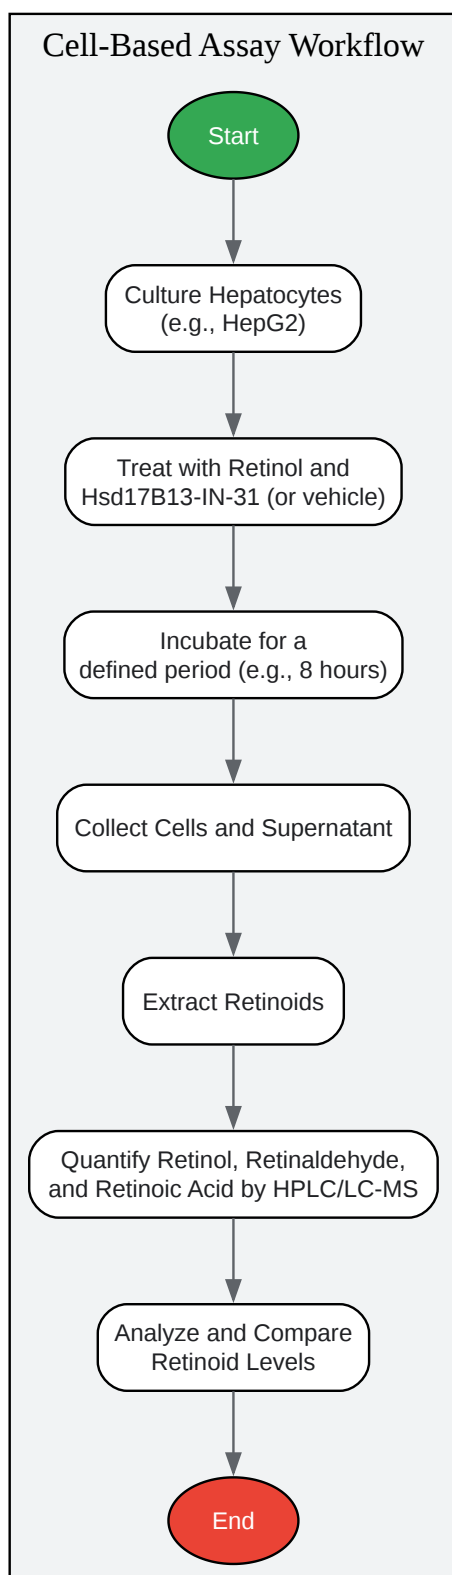 Cell-Based Assay Workflow
Start
Culture Hepatocytes
(e.g., HepG2)
Treat with Retinol and
Hsd17B13-IN-31 (or vehicle)
Incubate for a
defined period (e.g., 8 hours)
Collect Cells and Supernatant
Extract Retinoids
Quantify Retinol, Retinaldehyde,
and Retinoic Acid by HPLC/LC-MS
Analyze and Compare
Retinoid Levels
End